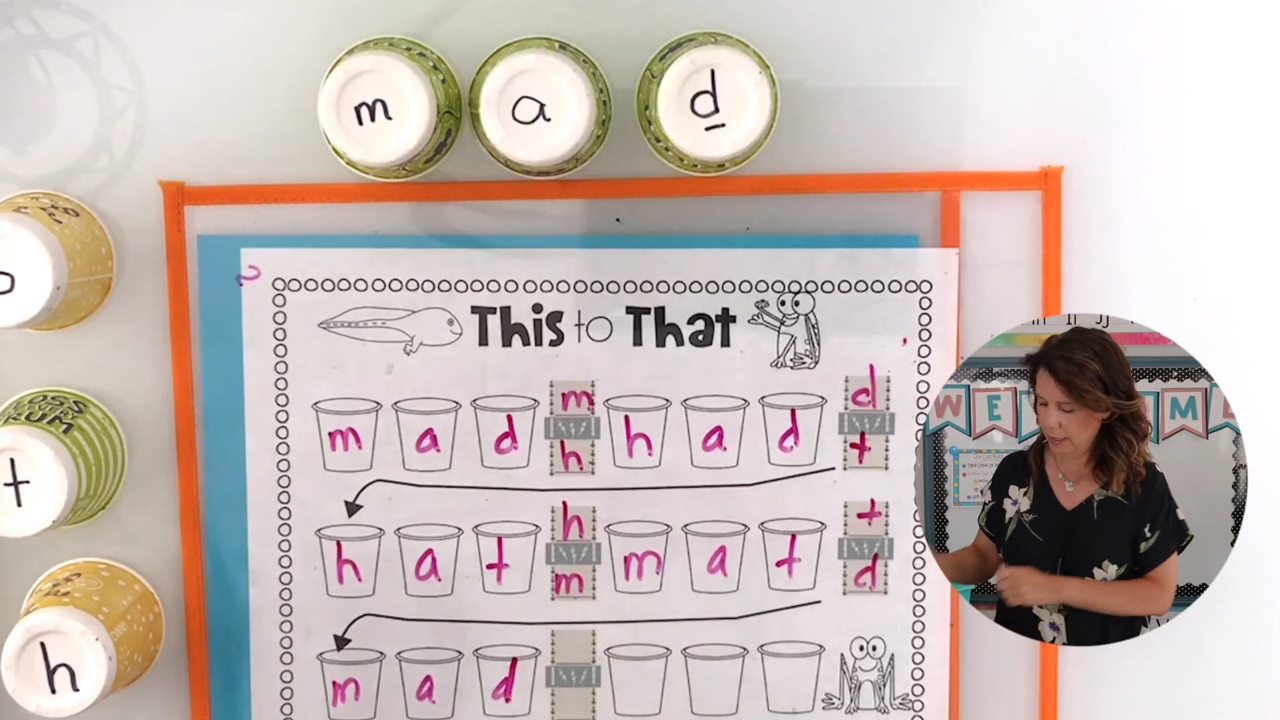 m a d
This to That
m d
m a d h a d
h t
h t
h a t m a t
m d
m a d
t
h
W E M E